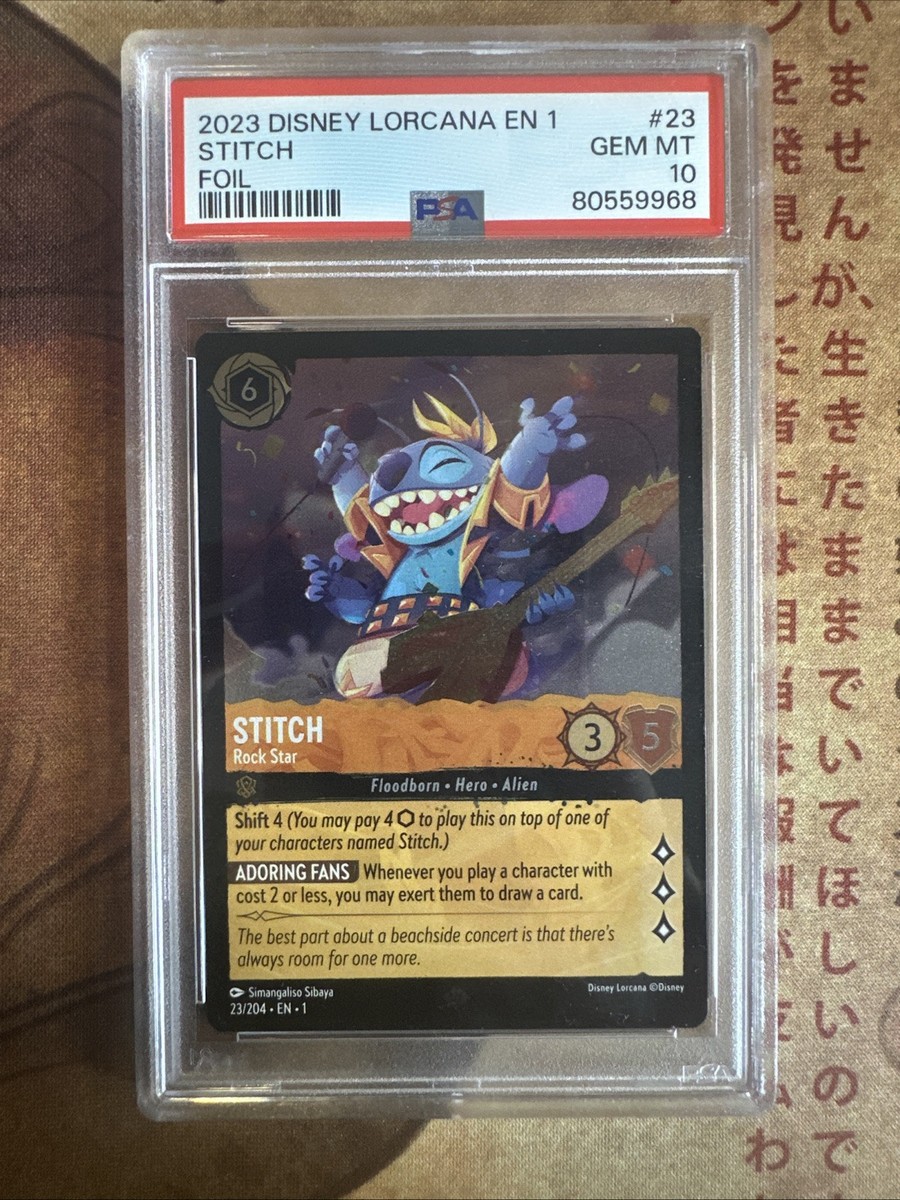 2023 DISNEY LORCANA EN 1
#23
STITCH
GEM MT
FOIL
10
PSA
80559968
6
STITCH
Rock Star
3
5
Floodborn • Hero • Alien
Shift 4 (You may pay 4 ⬡ to play this on top of one of
your characters named Stitch.)
ADORING FANS Whenever you play a character with
cost 2 or less, you may exert them to draw a card.
The best part about a beachside concert is that there's
always room for one more.
Simangaliso Sibaya
Disney Lorcana ©Disney
23/204 • EN • 1
いませんが、生きたままでいてほしいので